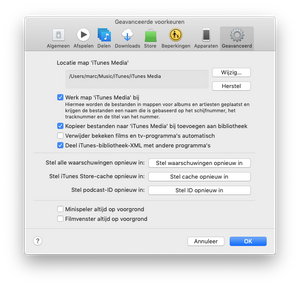 Geavanceerde voorkeuren
Algemeen Afspelen Delen Downloads Store Beperkingen Apparaten Geavanceerd
Locatie map 'iTunes Media'
/Users/marc/Music/iTunes/iTunes Media
Wijzig...
Herstel
Werk map 'iTunes Media' bij
Hiermee worden de bestanden in mappen voor albums en artiesten geplaatst en
krijgen de bestanden een naam die is gebaseerd op het schijfnummer, het
tracknummer en de titel van het nummer.
Kopieer bestanden naar 'iTunes Media' bij toevoegen aan bibliotheek
Verwijder bekeken films en tv-programma's automatisch
Deel iTunes-bibliotheek-XML met andere programma's
Stel alle waarschuwingen opnieuw in: Stel waarschuwingen opnieuw in
Stel iTunes Store-cache opnieuw in: Stel cache opnieuw in
Stel podcast-ID opnieuw in: Stel ID opnieuw in
Minispeler altijd op voorgrond
Filmvenster altijd op voorgrond
? Annuleer OK